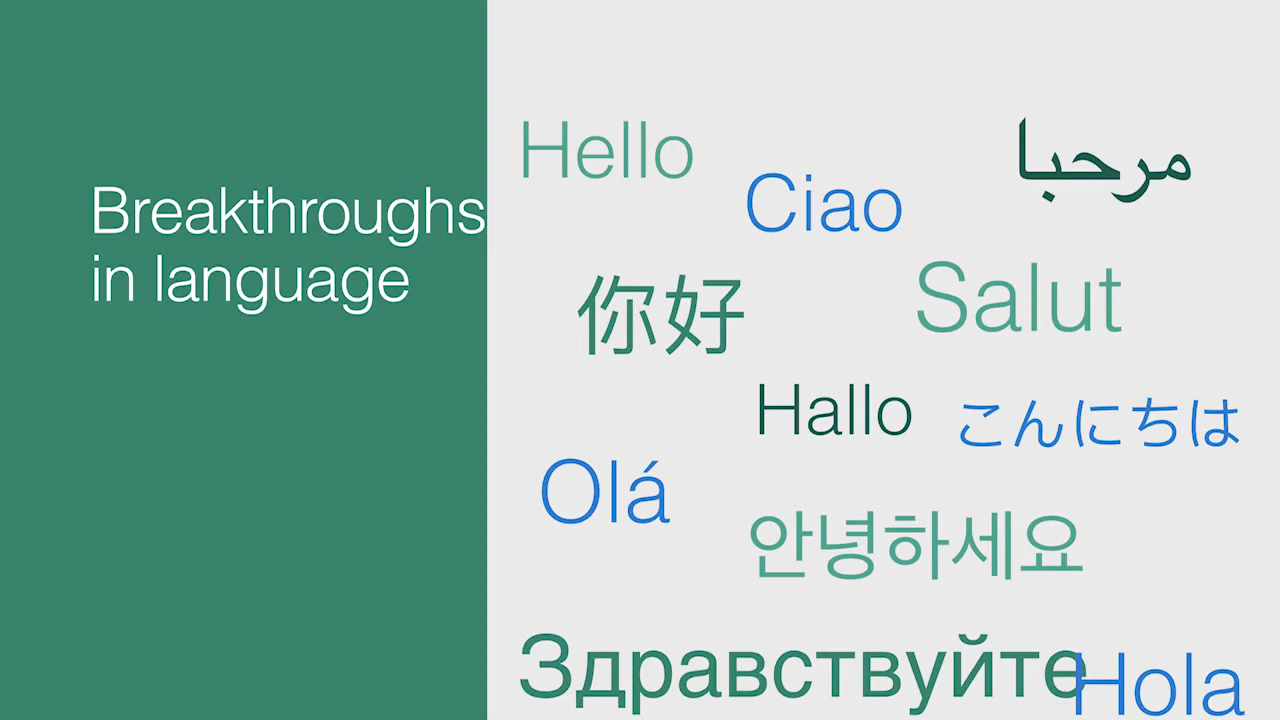 Breakthroughs
in language
Hello
مرحبا
Ciao
你好
Salut
Hallo
こんにちは
Olá
안녕하세요
Здравствуйте
Hola